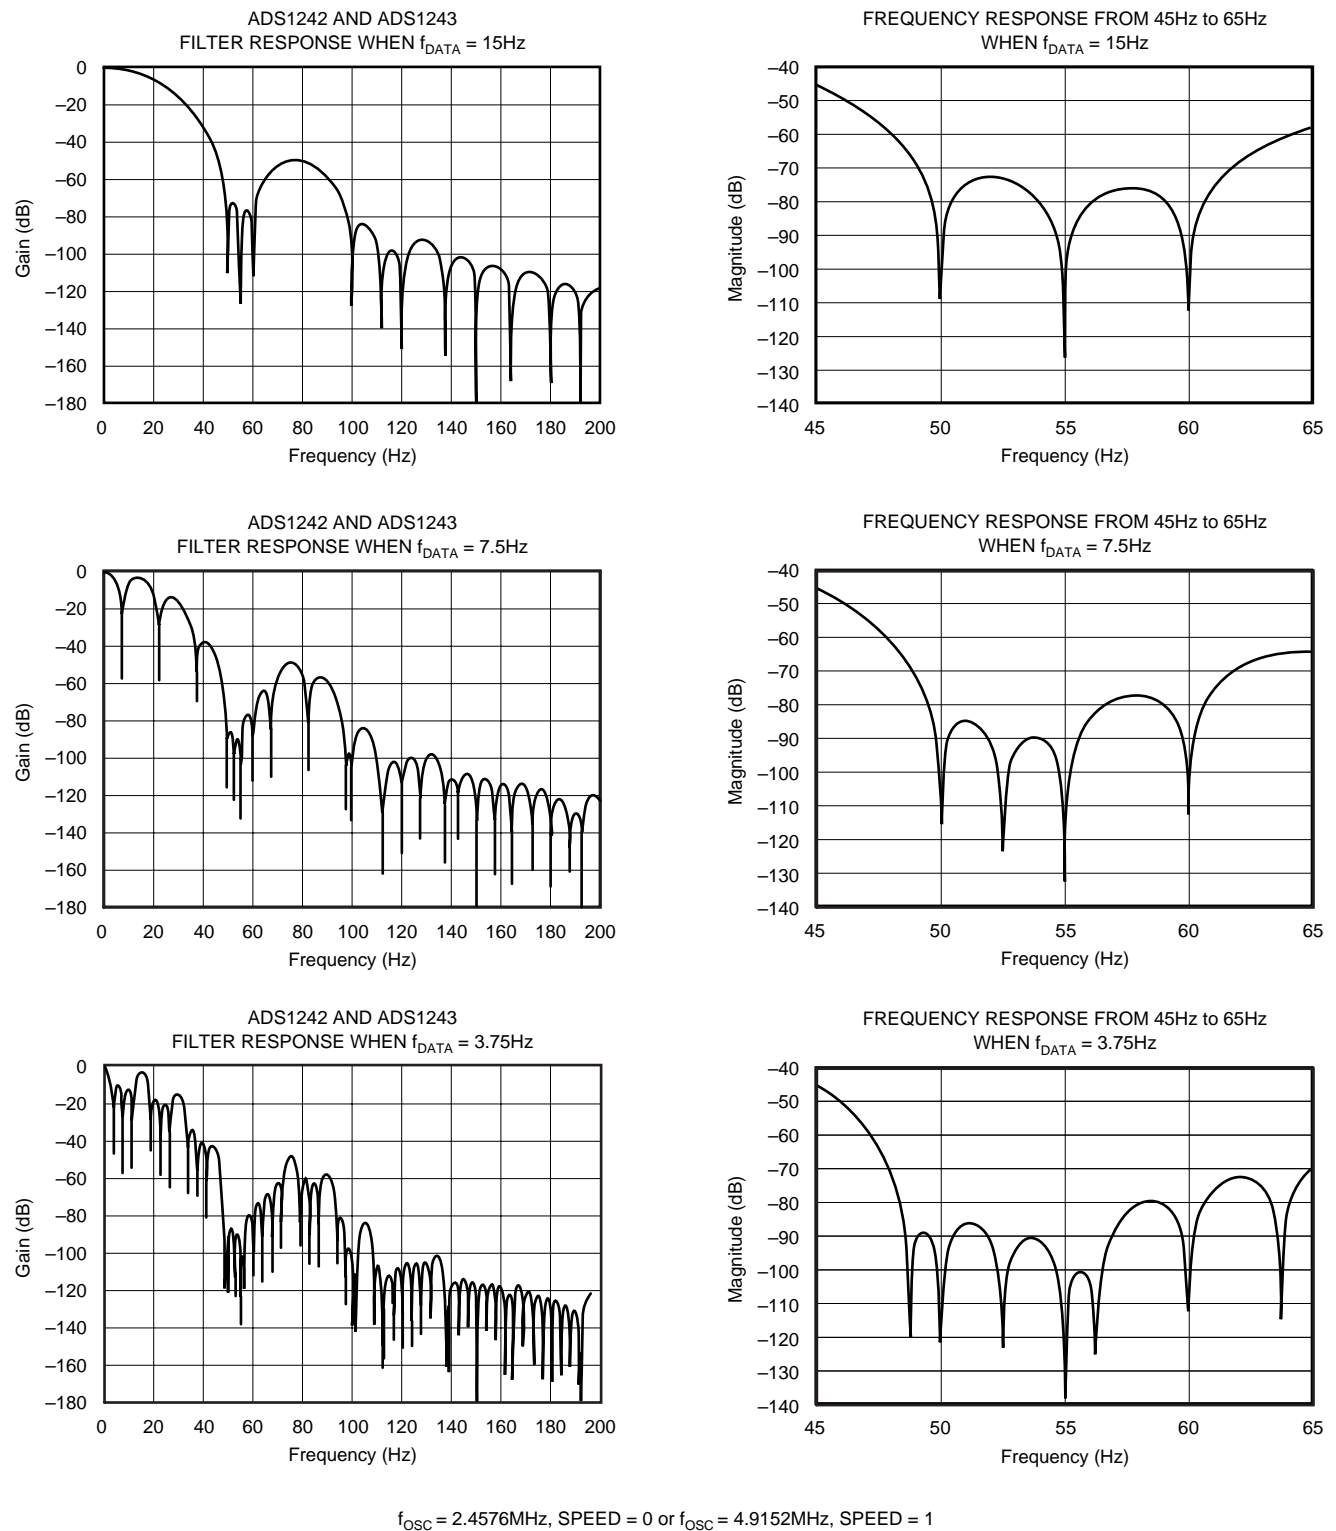 ADS1242 AND ADS1243
FILTER RESPONSE WHEN fDATA = 15Hz
0
–20
–40
–60
–80
–100
–120
–140
–160
–180
Gain (dB)
0 20 40 60 80 100 120 140 160 180 200
Frequency (Hz)
FREQUENCY RESPONSE FROM 45Hz to 65Hz
WHEN fDATA = 15Hz
–40
–50
–60
–70
–80
–90
–100
–110
–120
–130
–140
Magnitude (dB)
45 50 55 60 65
Frequency (Hz)
ADS1242 AND ADS1243
FILTER RESPONSE WHEN fDATA = 7.5Hz
0
–20
–40
–60
–80
–100
–120
–140
–160
–180
Gain (dB)
0 20 40 60 80 100 120 140 160 180 200
Frequency (Hz)
FREQUENCY RESPONSE FROM 45Hz to 65Hz
WHEN fDATA = 7.5Hz
–40
–50
–60
–70
–80
–90
–100
–110
–120
–130
–140
Magnitude (dB)
45 50 55 60 65
Frequency (Hz)
ADS1242 AND ADS1243
FILTER RESPONSE WHEN fDATA = 3.75Hz
0
–20
–40
–60
–80
–100
–120
–140
–160
–180
Gain (dB)
0 20 40 60 80 100 120 140 160 180 200
Frequency (Hz)
FREQUENCY RESPONSE FROM 45Hz to 65Hz
WHEN fDATA = 3.75Hz
–40
–50
–60
–70
–80
–90
–100
–110
–120
–130
–140
Magnitude (dB)
45 50 55 60 65
Frequency (Hz)
fOSC = 2.4576MHz, SPEED = 0 or fOSC = 4.9152MHz, SPEED = 1